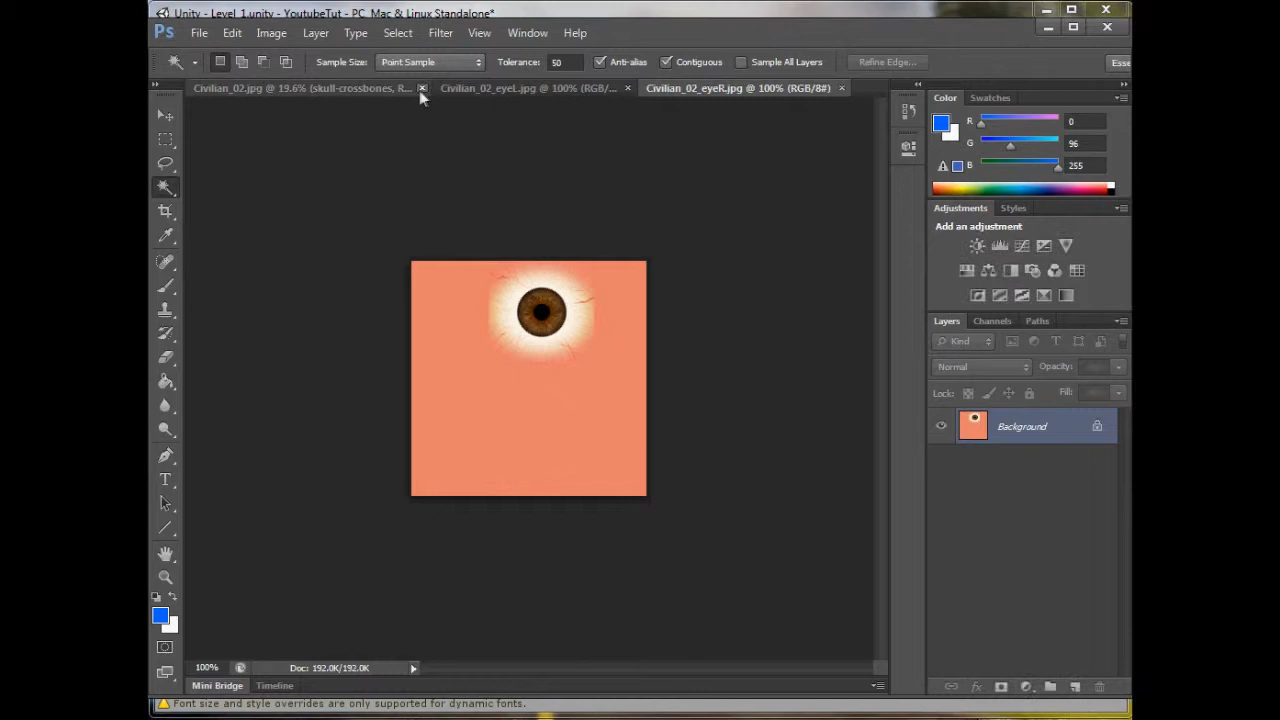 Unity - Level 1.unity - YoutubeTut - PC, Mac & Linux Standalone*
Ps File Edit Image Layer Type Select Filter View Window Help
Sample Size: Point Sample Tolerance: 50 Anti-alias Contiguous Sample All Layers Refine Edge... Esse
Civilian_02.jpg @ 19.6% (skull-crossbones, R... Civilian_02_eyeL.jpg @ 100% (RGB/... Civilian_02_eyeR.jpg @ 100% (RGB/8#)
Color Swatches
R 0
G 96
B 255
Adjustments Styles
Add an adjustment
Layers Channels Paths
Kind
Normal Opacity:
Lock: Fill:
Background
100% Doc: 192.0K/192.0K
Mini Bridge Timeline
Font size and style overrides are only supported for dynamic fonts.